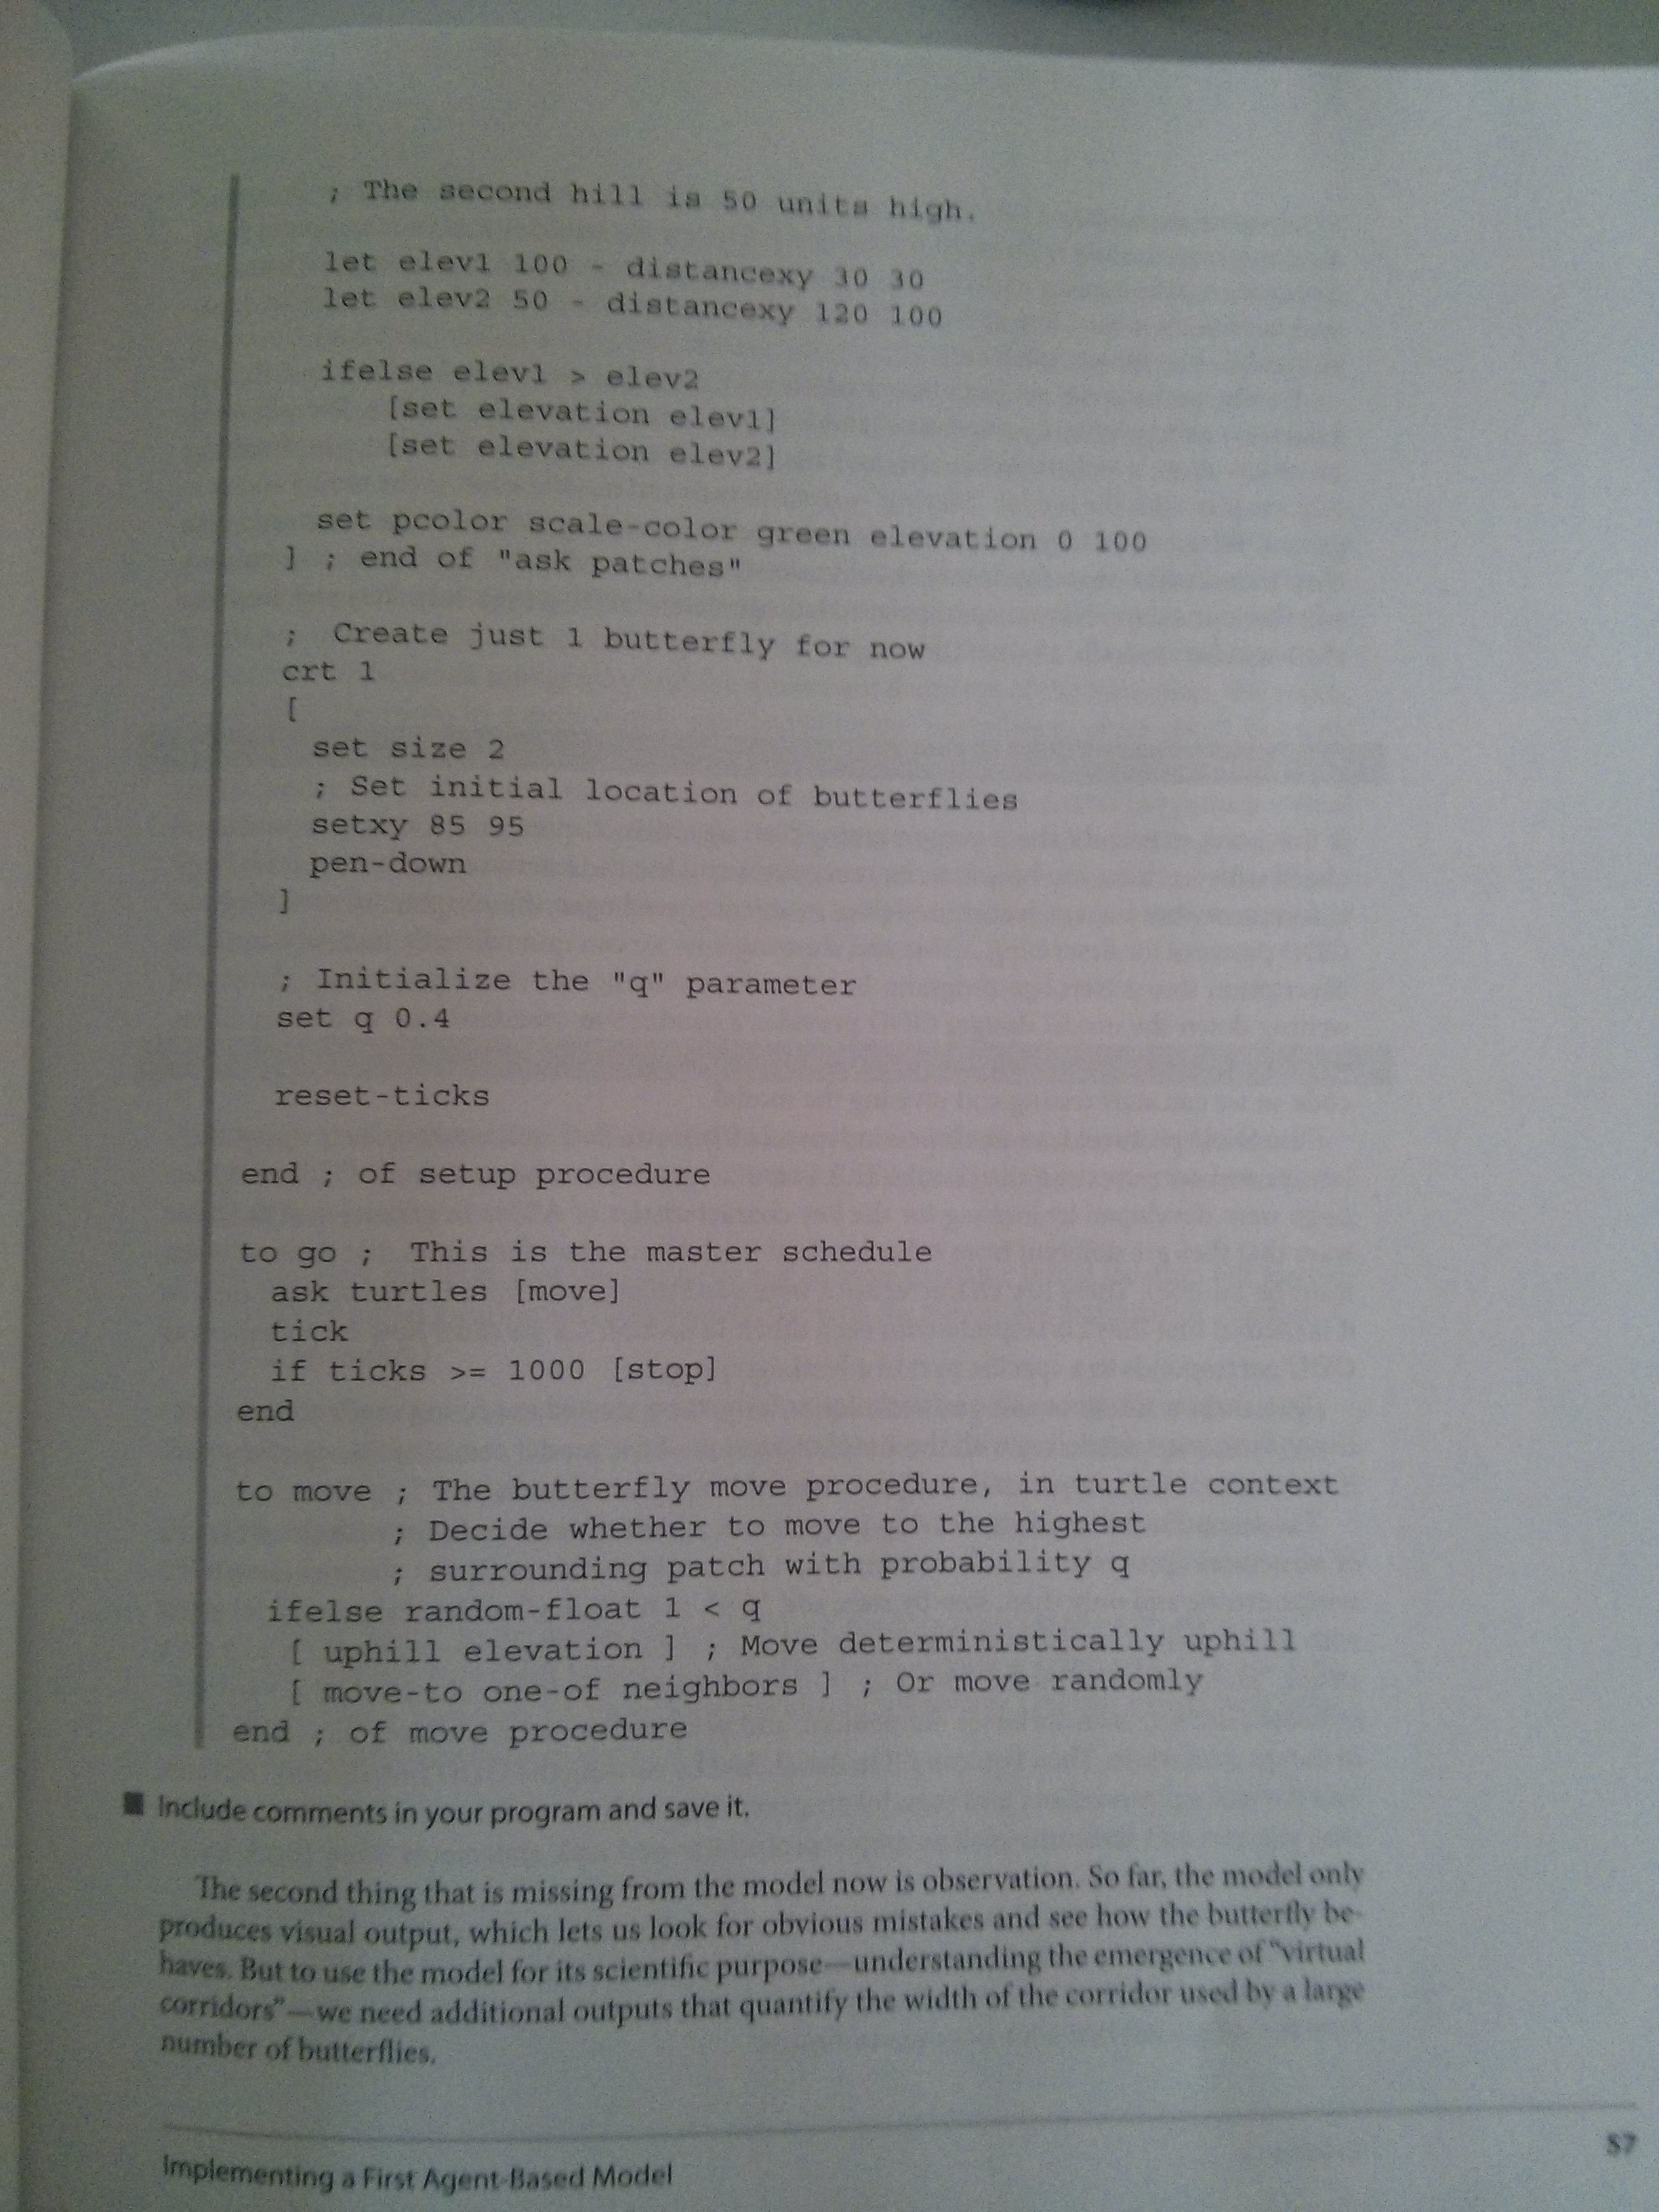 ; The second hill is 50 units high.
let elev1 100 - distancexy 30 30
let elev2 50 - distancexy 120 100
ifelse elev1 > elev2
[set elevation elev1]
[set elevation elev2]
set pcolor scale-color green elevation 0 100
] ; end of "ask patches"
; Create just 1 butterfly for now
crt 1
[
set size 2
; Set initial location of butterflies
setxy 85 95
pen-down
]
; Initialize the "q" parameter
set q 0.4
reset-ticks
end ; of setup procedure
to go ; This is the master schedule
ask turtles [move]
tick
if ticks >= 1000 [stop]
end
to move ; The butterfly move procedure, in turtle context
; Decide whether to move to the highest
; surrounding patch with probability q
ifelse random-float 1 < q
[ uphill elevation ] ; Move deterministically uphill
[ move-to one-of neighbors ] ; Or move randomly
end ; of move procedure
■ Include comments in your program and save it.
The second thing that is missing from the model now is observation. So far, the model only
produces visual output, which lets us look for obvious mistakes and see how the butterfly be-
haves. But to use the model for its scientific purpose—understanding the emergence of "virtual
corridors"—we need additional outputs that quantify the width of the corridor used by a large
number of butterflies.
Implementing a First Agent-Based Model
57